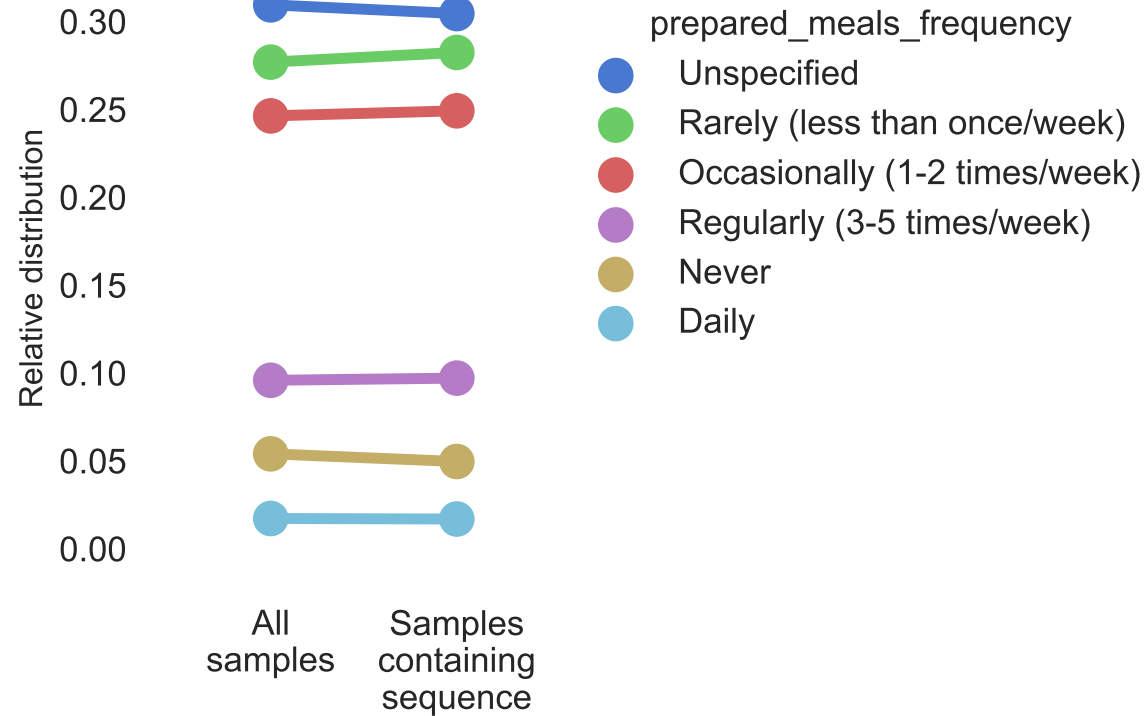 0.30
0.25
0.20
0.15
0.10
0.05
0.00
Relative distribution
All
samples
Samples
containing
sequence
prepared_meals_frequency
Unspecified
Rarely (less than once/week)
Occasionally (1-2 times/week)
Regularly (3-5 times/week)
Never
Daily